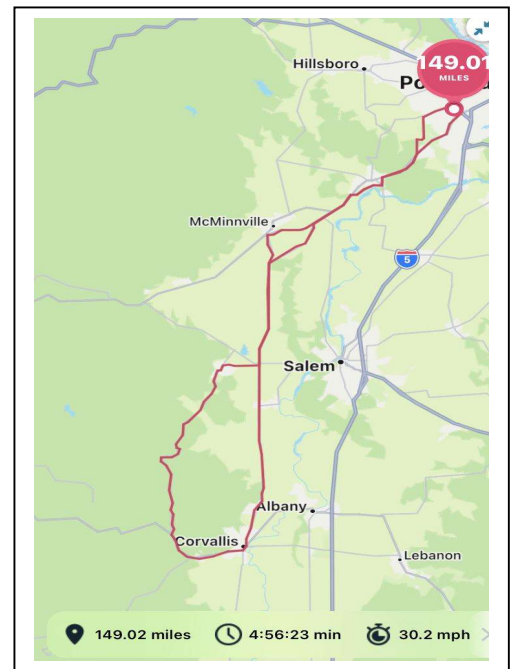 Hillsboro
149.01
MILES
McMinnville
5
Salem
Albany
Corvallis
Lebanon
149.02 miles 4:56:23 min 30.2 mph